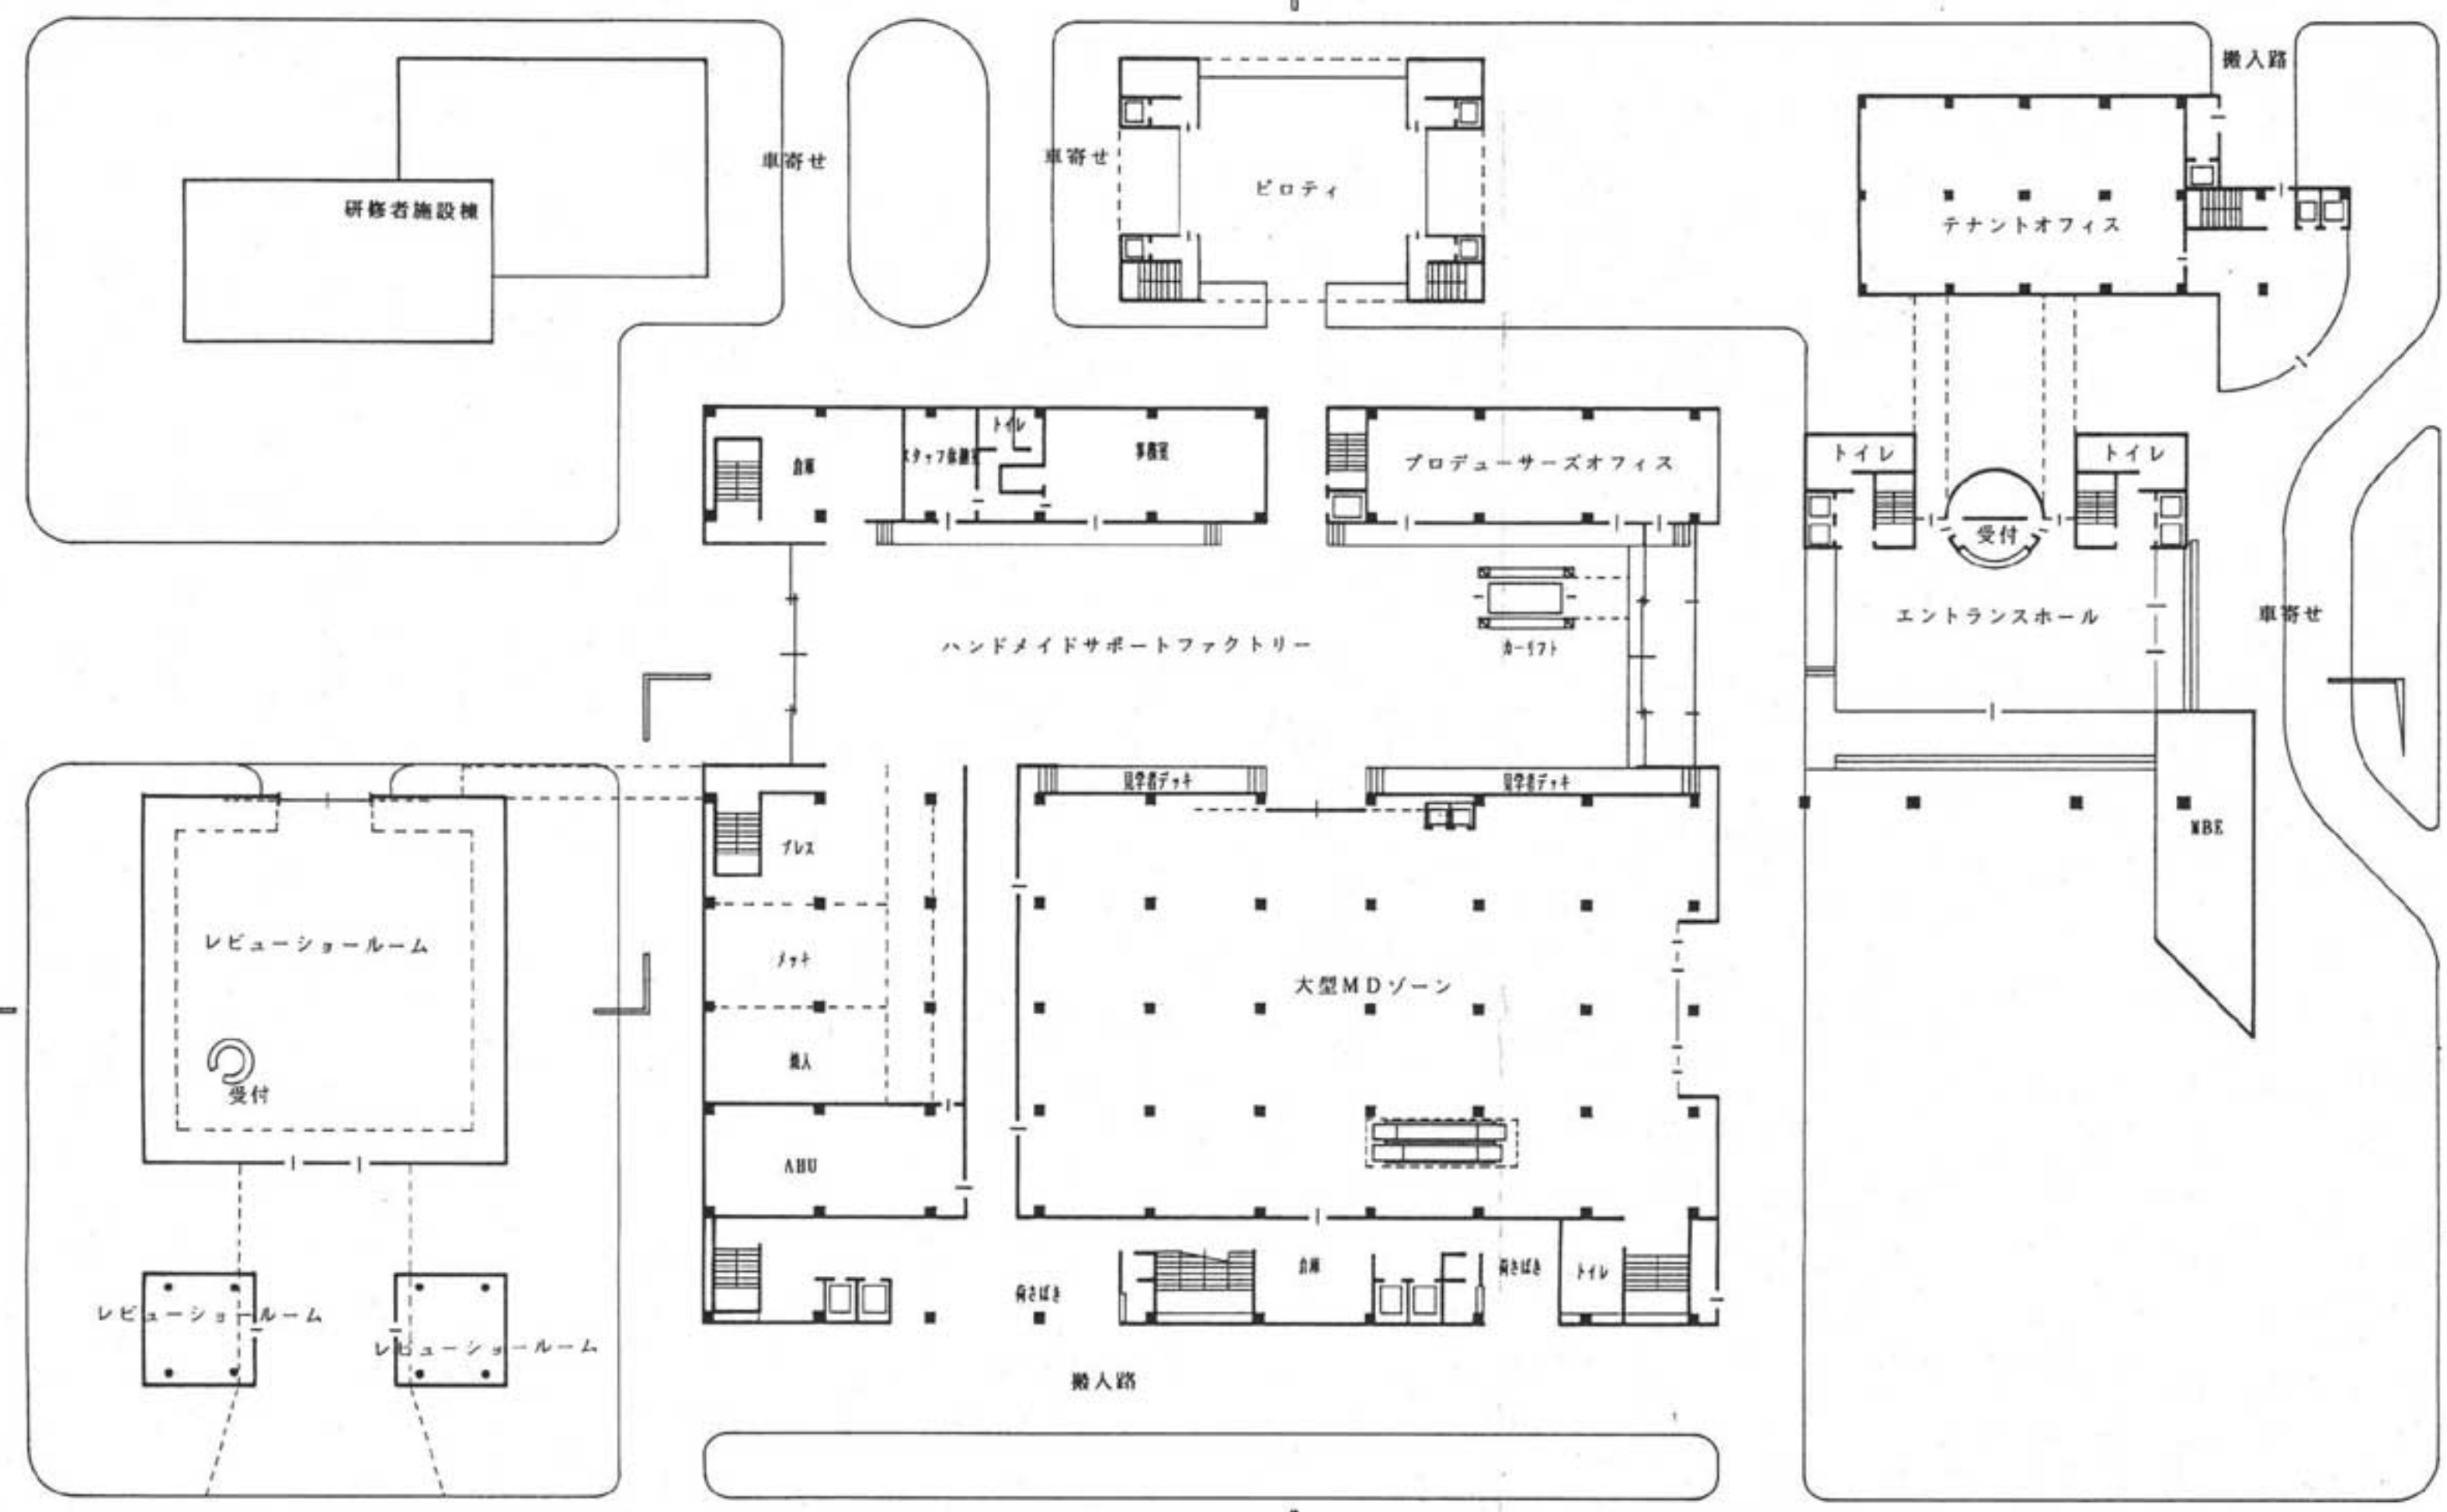 搬入路
車寄せ
車寄せ
ピロティ
研修者施設棟
テナントオフィス
倉庫
スタッフ休憩室
トイレ
事務室
プロデューサーズオフィス
トイレ
トイレ
受付
エントランスホール
車寄せ
ハンドメイドサポートファクトリー
カーリフト
見学者デッキ
見学者デッキ
MBE
プレス
レビューショールーム
メッキ
大型MDゾーン
焼入
受付
AHU
倉庫
荷さばき
荷さばき
トイレ
レビューショールーム
レビューショールーム
搬入路